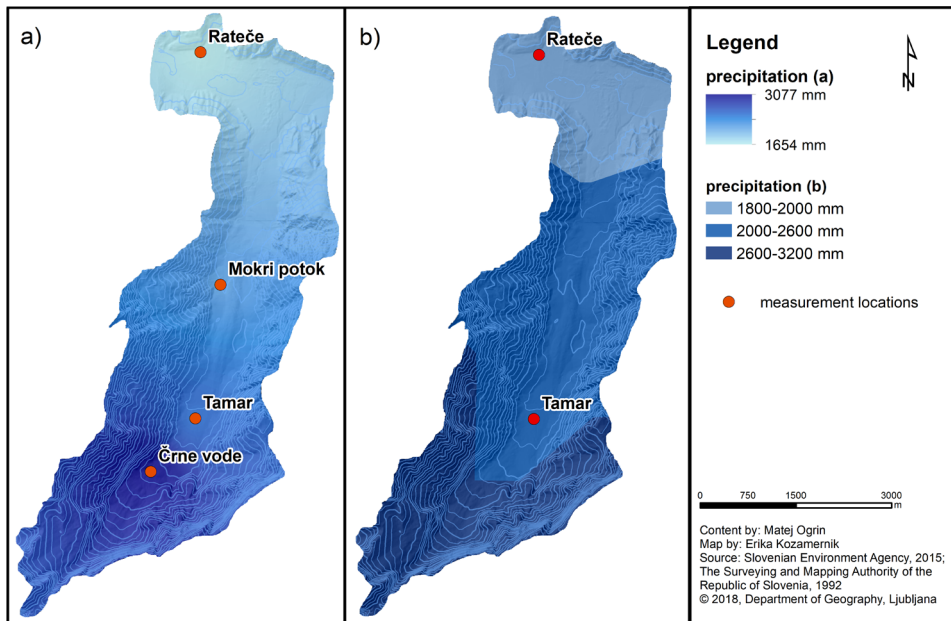 a)
Rateče
Mokri potok
Tamar
Črne vode
b)
Rateče
Tamar
Legend
N
precipitation (a)
3077 mm
1654 mm
precipitation (b)
1800-2000 mm
2000-2600 mm
2600-3200 mm
measurement locations
0 750 1500 3000
m
Content by: Matej Ogrin
Map by: Erika Kozamernik
Source: Slovenian Environment Agency, 2015;
The Surveying and Mapping Authority of the
Republic of Slovenia, 1992
© 2018, Department of Geography, Ljubljana